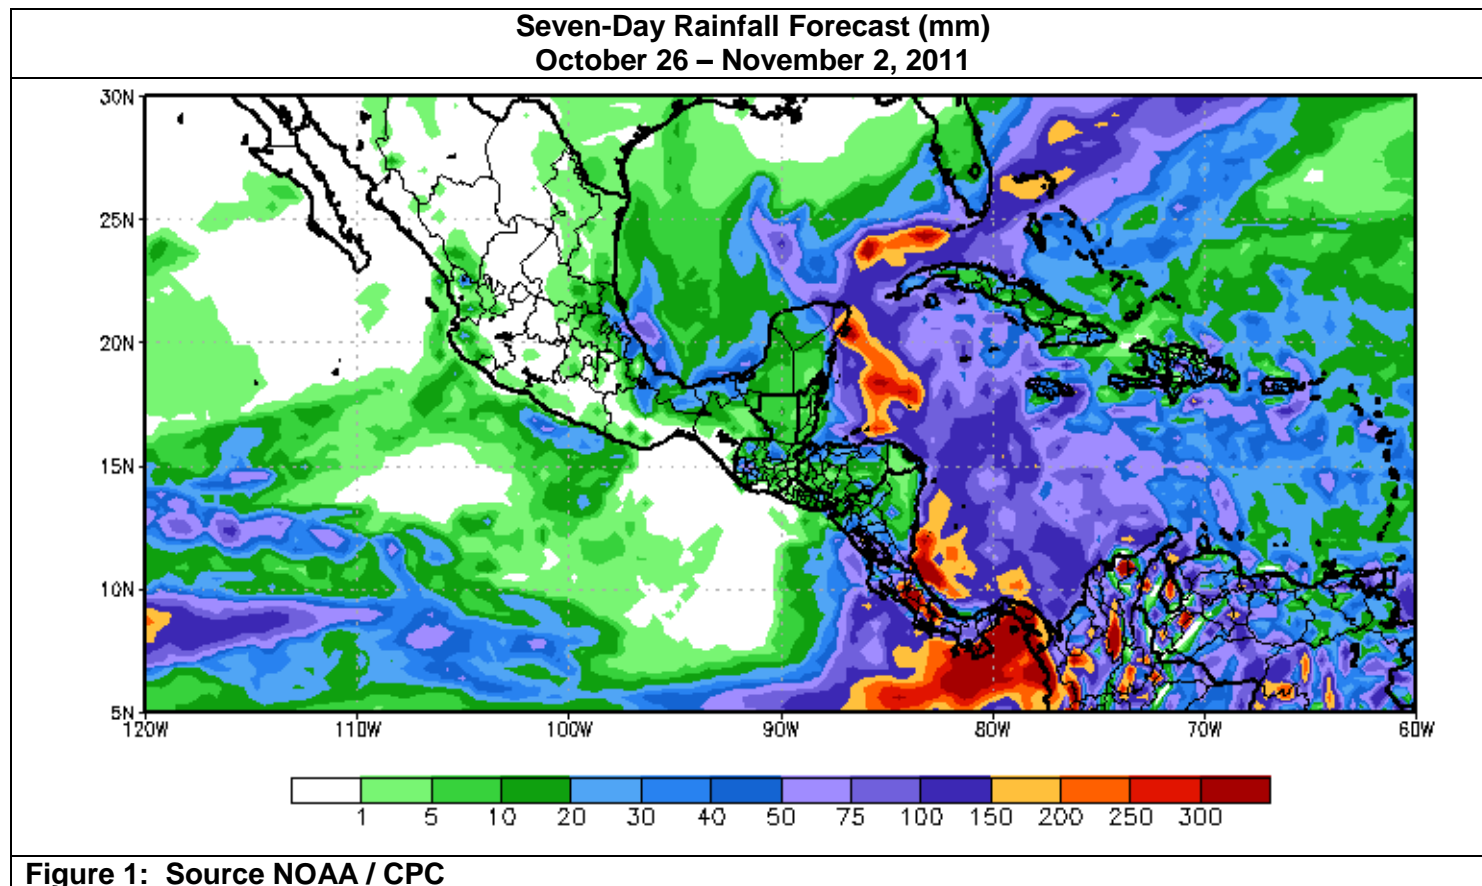 Seven-Day Rainfall Forecast (mm)
October 26 – November 2, 2011
30N
25N
20N
15N
10N
5N
120W 110W 100W 90W 80W 70W 60W
1 5 10 20 30 40 50 75 100 150 200 250 300
Figure 1: Source NOAA / CPC